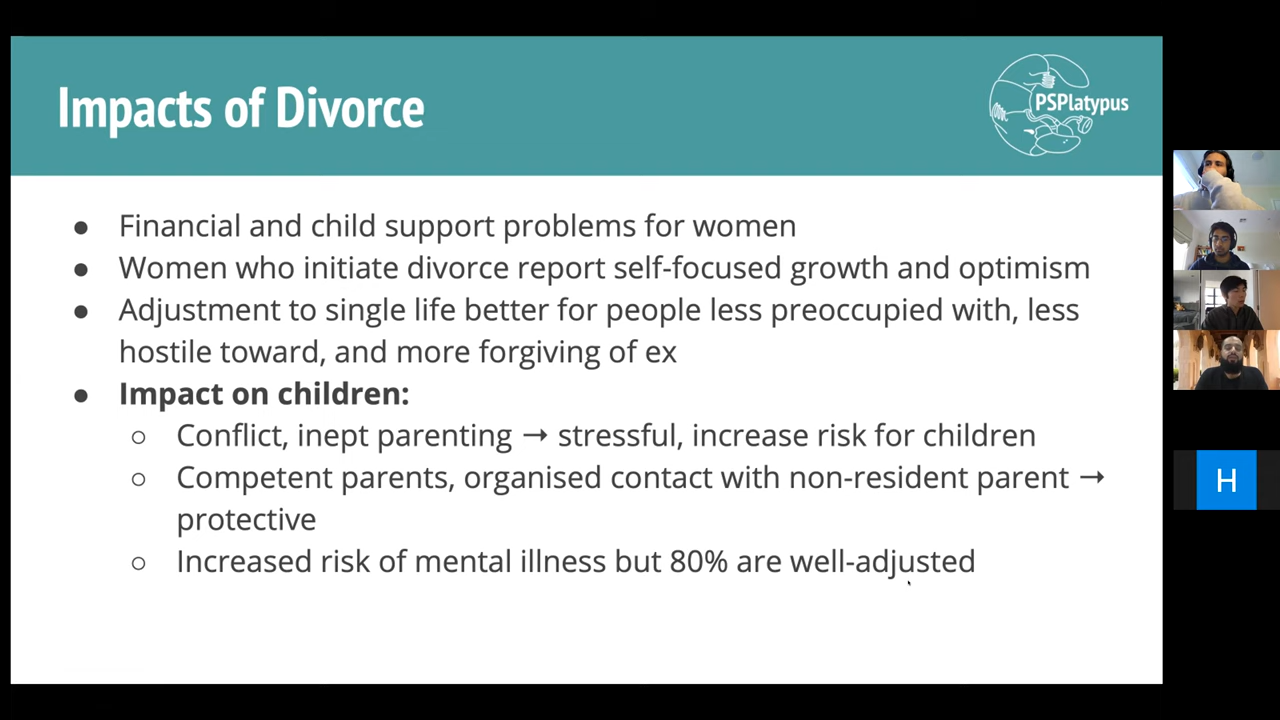 Impacts of Divorce
PSPlatypus
● Financial and child support problems for women
● Women who initiate divorce report self-focused growth and optimism
● Adjustment to single life better for people less preoccupied with, less
hostile toward, and more forgiving of ex
● Impact on children:
○ Conflict, inept parenting → stressful, increase risk for children
○ Competent parents, organised contact with non-resident parent →
protective
○ Increased risk of mental illness but 80% are well-adjusted
H